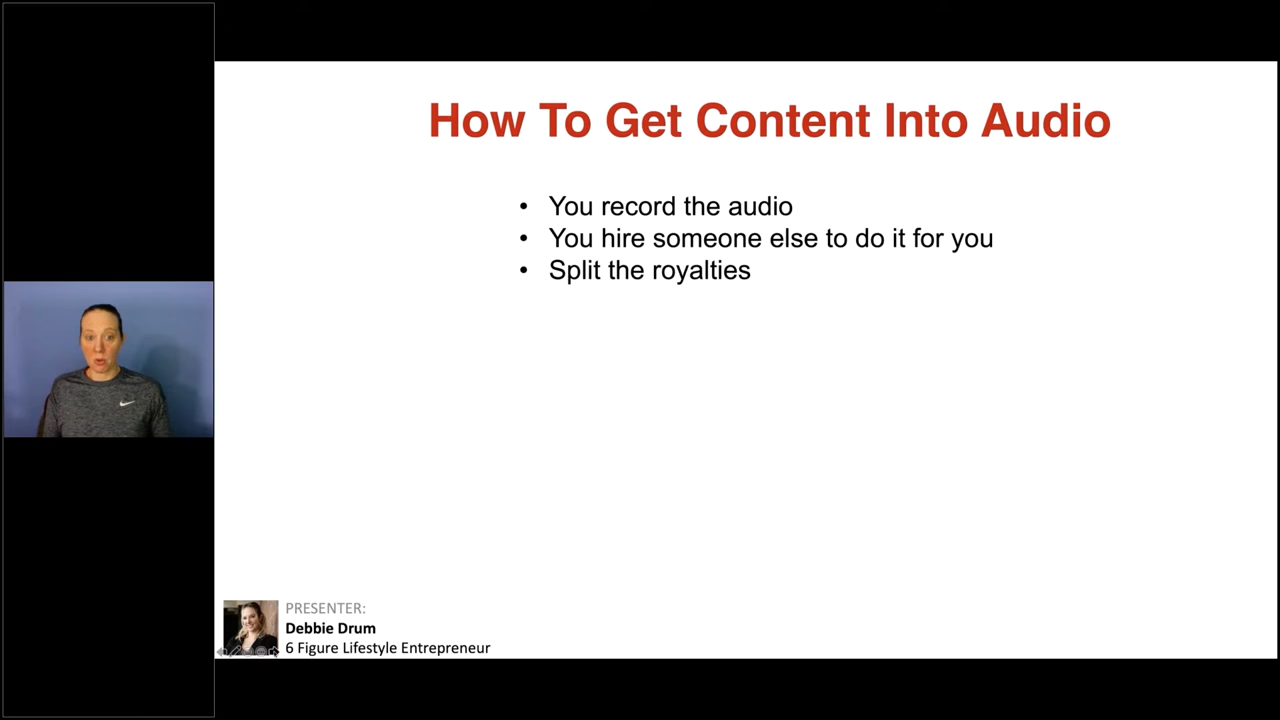 How To Get Content Into Audio
• You record the audio
• You hire someone else to do it for you
• Split the royalties
PRESENTER:
Debbie Drum
6 Figure Lifestyle Entrepreneur